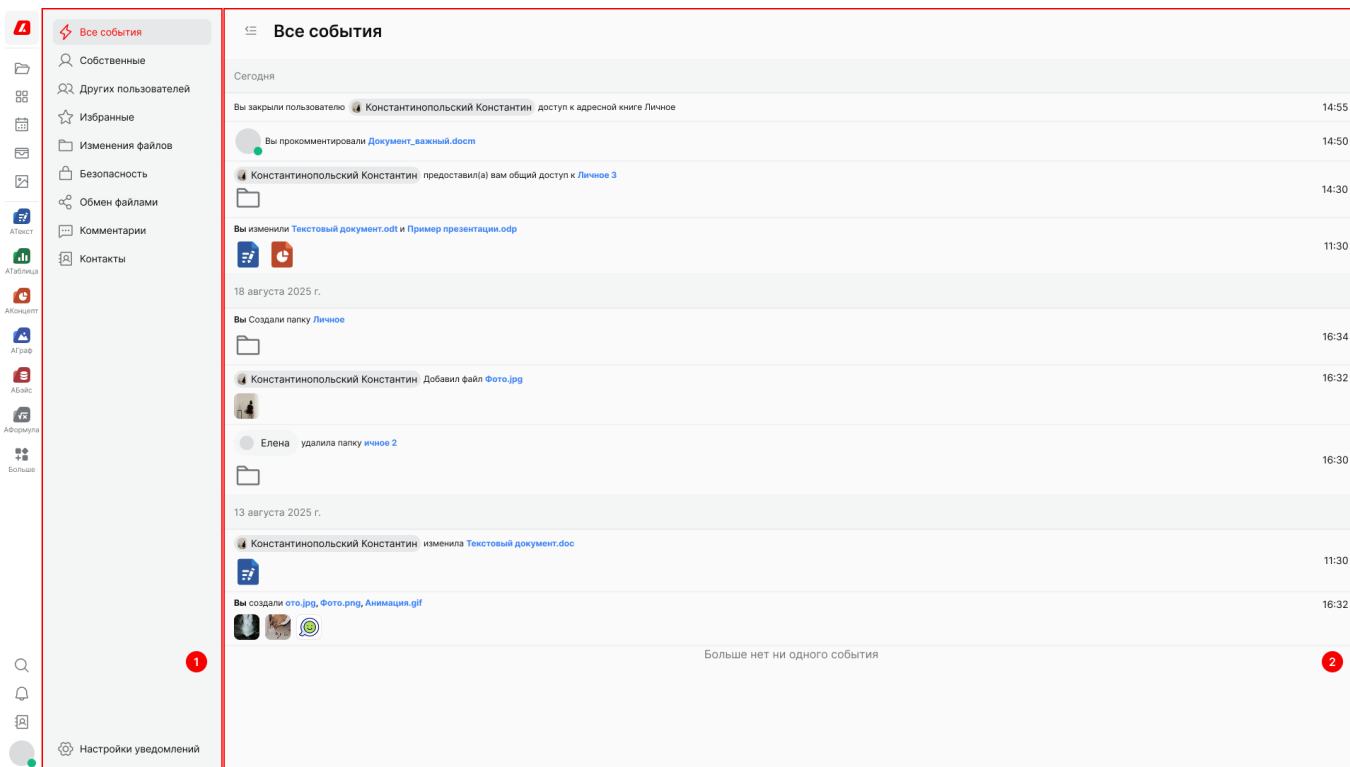 Все события
Собственные
Других пользователей
Избранные
Изменения файлов
Безопасность
Обмен файлами
Комментарии
Контакты
Настройки уведомлений
1
АТекст
АТаблица
АКонцепт
АГраф
АБэйс
АФормула
Больше
Все события
Сегодня
Вы закрыли пользователю Константинопольский Константин доступ к адресной книге Личное 14:55
Вы прокомментировали Документ_важный.docm 14:50
Константинопольский Константин предоставил(а) вам общий доступ к Личное 3 14:30
Вы изменили Текстовый документ.odt и Пример презентации.odp 11:30
18 августа 2025 г.
Вы Создали папку Личное 16:34
Константинопольский Константин Добавил файл Фото.jpg 16:32
Елена удалила папку ичное 2 16:30
13 августа 2025 г.
Константинопольский Константин изменила Текстовый документ.doc 11:30
Вы создали ото.jpg, Фото.png, Анимация.gif 16:32
Больше нет ни одного события
2